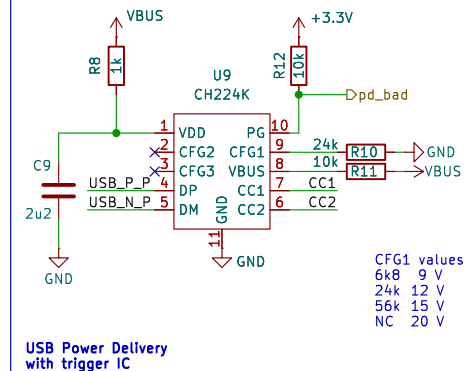 VBUS
+3.3V
R8
1k
R12
10k
U9
CH224K
pd_bad
1 VDD PG 10
2 CFG2 CFG1 9 24k R10 GND
3 CFG3 VBUS 8 10k R11 VBUS
USB_P_P 4 DP CC1 7 CC1
USB_N_P 5 DM CC2 6 CC2
GND
11
GND
C9
2u2
GND
CFG1 values
6k8 9 V
24k 12 V
56k 15 V
NC 20 V
USB Power Delivery
with trigger IC